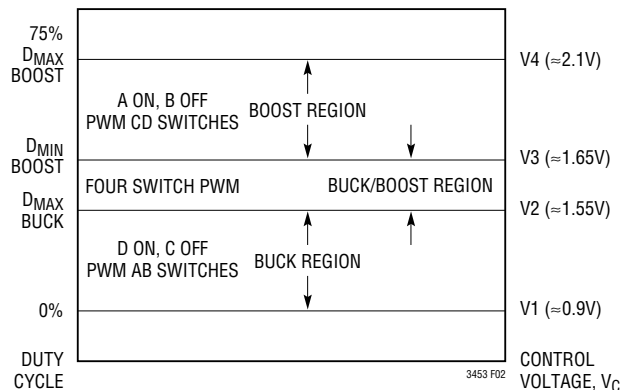 75%
DMAX
BOOST
V4 (≈2.1V)
A ON, B OFF
PWM CD SWITCHES
BOOST REGION
DMIN
BOOST
V3 (≈1.65V)
FOUR SWITCH PWM
BUCK/BOOST REGION
DMAX
BUCK
V2 (≈1.55V)
D ON, C OFF
PWM AB SWITCHES
BUCK REGION
0%
V1 (≈0.9V)
DUTY
CYCLE
3453 F02
CONTROL
VOLTAGE, VC